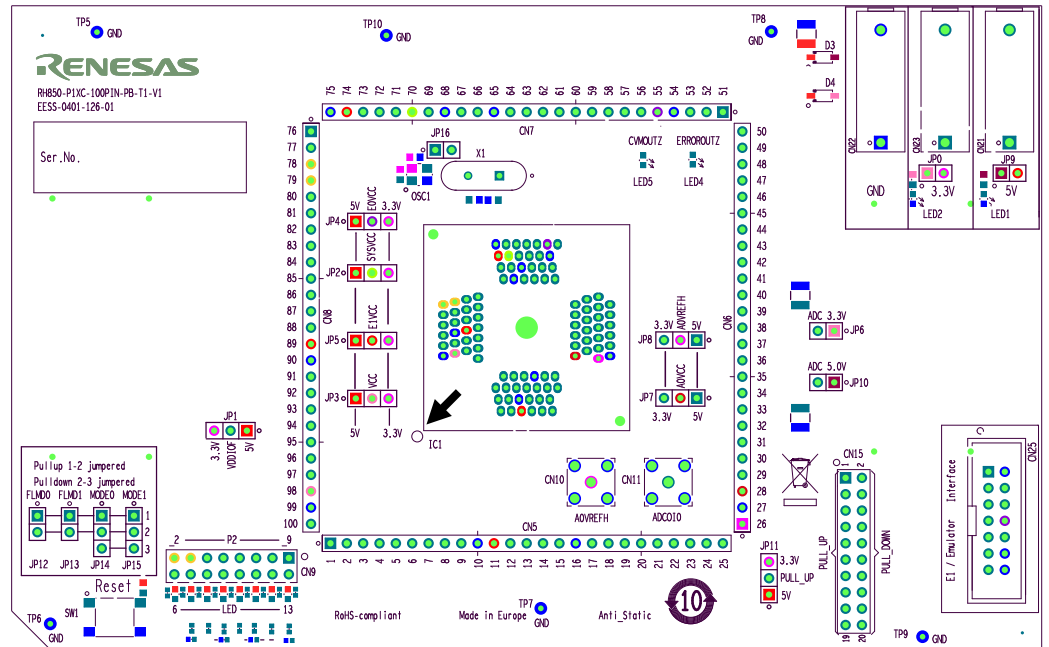 TP5
GND
TP10
GND
TP8
GND
D3
D4
RENESAS
RH850-P1XC-100PIN-PB-T1-V1
EESS-0401-126-01
Ser.No.
75 74 73 72 71 70 69 68 67 66 65 64 63 62 61 60 59 58 57 56 55 54 53 52 51
CN7
JP16
X1
OSC1
CVMOUTZ
LED5
ERROROUTZ
LED4
CN22
CN23
CN21
GND
JP0
3.3V
LED2
JP9
5V
LED1
76
77
78
79
80
81
82
83
84
85
86
87
88
89
90
91
92
93
94
95
96
97
98
99
100
CN8
50
49
48
47
46
45
44
43
42
41
40
39
38
37
36
35
34
33
32
31
30
29
28
27
26
CN6
5V E0VCC 3.3V
JP4
SYSVCC
JP2
E1VCC
JP5
VCC
JP3
5V 3.3V
IC1
3.3V A0VREFH 5V
JP8
A0VCC
JP7
3.3V 5V
ADC 3.3V
JP6
ADC 5.0V
JP10
JP1
3.3V VDDIOF 5V
CN10
A0VREFH
CN11
ADC0I0
CN15
1 2
PULL_UP
PULL_DOWN
19 20
CN25
E1 / Emulator Interface
Pullup 1-2 jumpered
Pulldown 2-3 jumpered
FLMD0 FLMD1 MODE0 MODE1
1
2
3
JP12 JP13 JP14 JP15
_2 P2 _9
CN9
6 LED 13
Reset
SW1
TP6
GND
CN5
1 2 3 4 5 6 7 8 9 10 11 12 13 14 15 16 17 18 19 20 21 22 23 24 25
JP11
3.3V
PULL_UP
5V
RoHS-compliant
Made in Europe
TP7
GND
Anti_Static
10
TP9
GND